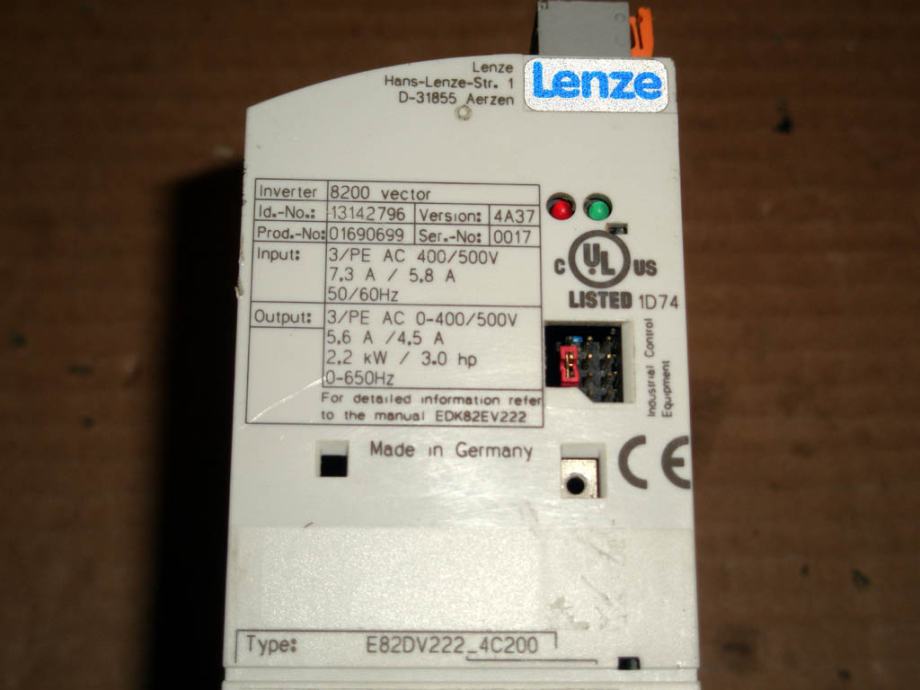 Lenze
Hans-Lenze-Str. 1
D-31855 Aerzen
Lenze
Inverter 8200 vector
Id.-No.: 13142796 Version: 4A37
Prod.-No: 01690699 Ser.-No: 0017
Input: 3/PE AC 400/500V
7.3 A / 5.8 A
50/60Hz
Output: 3/PE AC 0-400/500V
5.6 A /4.5 A
2.2 kW / 3.0 hp
0-650Hz
For detailed information refer
to the manual EDK82EV222
C UL US
LISTED 1D74
Industrial Control
Equipment
Made in Germany
CE
Type: E82DV222_4C200